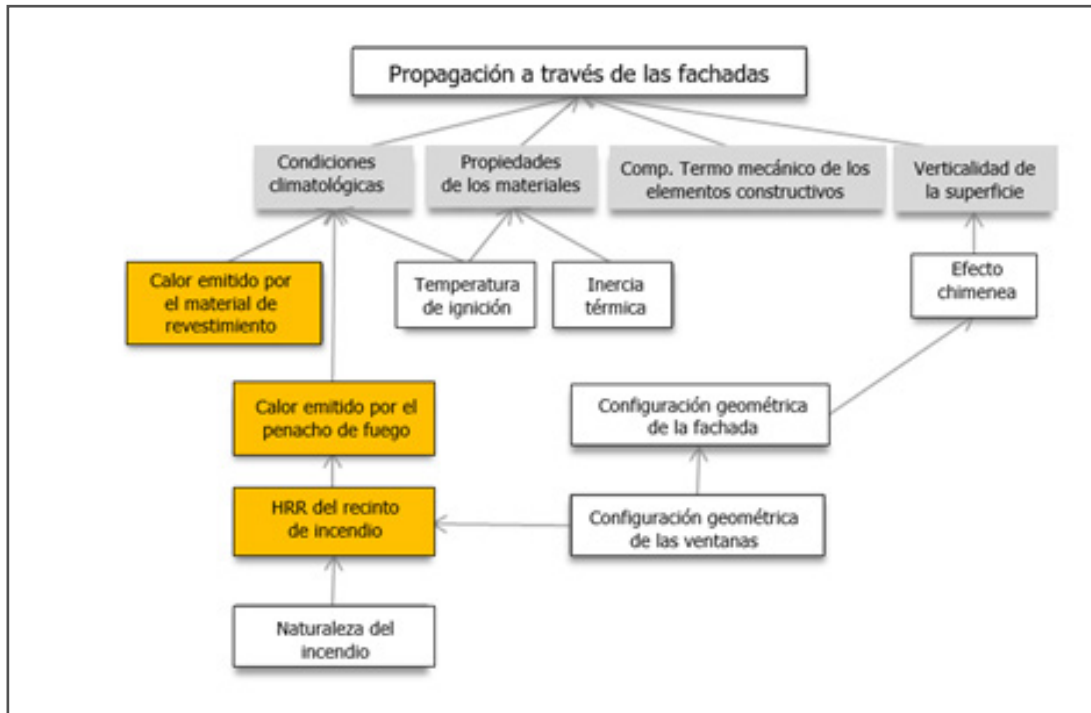 Propagación a través de las fachadas
Condiciones
climatológicas
Propiedades
de los materiales
Comp. Termo mecánico de los
elementos constructivos
Verticalidad de
la superficie
Calor emitido por
el material de
revestimiento
Temperatura
de ignición
Inercia
térmica
Efecto
chimenea
Calor emitido por el
penacho de fuego
Configuración geométrica
de la fachada
HRR del recinto
de incendio
Configuración geométrica
de las ventanas
Naturaleza del
incendio